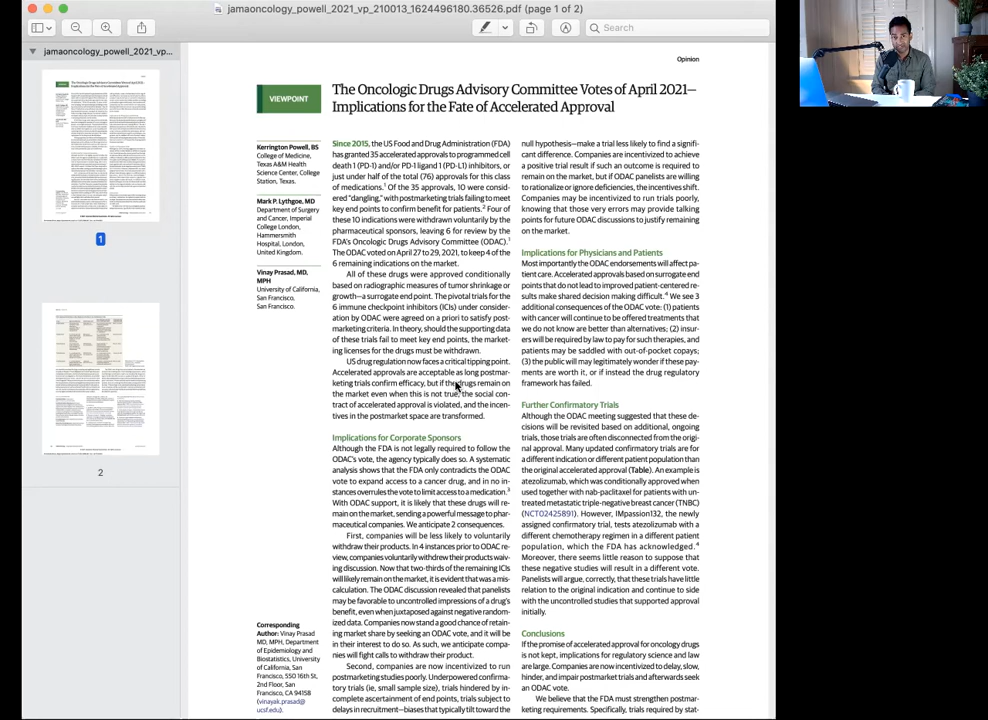 jamaoncology_powell_2021_vp_210013_1624496180.36526.pdf (page 1 of 2)
Search
jamaoncology_powell_2021_vp...
1
2
Opinion
VIEWPOINT
The Oncologic Drugs Advisory Committee Votes of April 2021—
Implications for the Fate of Accelerated Approval
Kerrington Powell, BS
College of Medicine,
Texas A&M Health
Science Center, College
Station, Texas.
Mark P. Lythgoe, MD
Department of Surgery
and Cancer, Imperial
College London,
Hammersmith
Hospital, London,
United Kingdom.
Vinay Prasad, MD,
MPH
University of California,
San Francisco,
San Francisco.
Corresponding
Author: Vinay Prasad
MD, MPH, Department
of Epidemiology and
Biostatistics, University
of California, San
Francisco, 550 16th St,
2nd Floor, San
Francisco, CA 94158
(vinayak.prasad@
ucsf.edu).
Since 2015, the US Food and Drug Administration (FDA)
has granted 35 accelerated approvals to programmed cell
death 1 (PD-1) and/or PD-1 ligand 1 (PD-L1) inhibitors, or
just under half of the total (76) approvals for this class
of medications.1 Of the 35 approvals, 10 were consid-
ered "dangling," with postmarketing trials failing to meet
key end points to confirm benefit for patients.2 Four of
these 10 indications were withdrawn voluntarily by the
pharmaceutical sponsors, leaving 6 for review by the
FDA's Oncologic Drugs Advisory Committee (ODAC).1
The ODAC voted on April 27 to 29, 2021, to keep 4 of the
6 remaining indications on the market.
All of these drugs were approved conditionally
based on radiographic measures of tumor shrinkage or
growth—a surrogate end point. The pivotal trials for the
6 immune checkpoint inhibitors (ICIs) under consider-
ation by ODAC were agreed on a priori to satisfy post-
marketing criteria. In theory, should the supporting data
of these trials fail to meet key end points, the market-
ing licenses for the drugs must be withdrawn.
US drug regulation now faces a critical tipping point.
Accelerated approvals are acceptable as long postmar-
keting trials confirm efficacy, but if the drugs remain on
the market even when this is not true, the social con-
tract of accelerated approval is violated, and the incen-
tives in the postmarket space are transformed.
Implications for Corporate Sponsors
Although the FDA is not legally required to follow the
ODAC's vote, the agency typically does so. A systematic
analysis shows that the FDA only contradicts the ODAC
vote to expand access to a cancer drug, and in no in-
stances overrules the vote to limit access to a medication.3
With ODAC support, it is likely that these drugs will re-
main on the market, sending a powerful message to phar-
maceutical companies. We anticipate 2 consequences.
First, companies will be less likely to voluntarily
withdraw their products. In 4 instances prior to ODAC re-
view, companies voluntarily withdrew their products waiv-
ing discussion. Now that two-thirds of the remaining ICIs
will likely remain on the market, it is evident that was a mis-
calculation. The ODAC discussion revealed that panelists
may be favorable to uncontrolled impressions of a drug's
benefit, even when juxtaposed against negative random-
ized data. Companies now stand a good chance of retain-
ing market share by seeking an ODAC vote, and it will be
in their interest to do so. As such, we anticipate compa-
nies will fight calls to withdraw their product.
Second, companies are now incentivized to run
postmarketing studies poorly. Underpowered confirma-
tory trials (ie, small sample size), trials hindered by in-
complete ascertainment of end points, trials subject to
delays in recruitment—biases that typically tilt toward the
null hypothesis—make a trial less likely to find a signifi-
cant difference. Companies are incentivized to achieve
a positive result if such an outcome is required to
remain on the market, but if ODAC panelists are willing
to rationalize or ignore deficiencies, the incentives shift.
Companies may be incentivized to run trials poorly,
knowing that those very errors may provide talking
points for future ODAC discussions to justify remaining
on the market.
Implications for Physicians and Patients
Most importantly the ODAC endorsements will affect pa-
tient care. Accelerated approvals based on surrogate end
points that do not lead to improved patient-centered re-
sults make shared decision making difficult.4 We see 3
additional consequences of the ODAC vote: (1) patients
with cancer will continue to be offered treatments that
we do not know are better than alternatives; (2) insur-
ers will be required by law to pay for such therapies, and
patients may be saddled with out-of-pocket copays;
(3) the public will may legitimately wonder if these pay-
ments are worth it, or if instead the drug regulatory
framework has failed.
Further Confirmatory Trials
Although the ODAC meeting suggested that these de-
cisions will be revisited based on additional, ongoing
trials, those trials are often disconnected from the origi-
nal approval. Many updated confirmatory trials are for
a different indication or different patient population than
the original accelerated approval (Table). An example is
atezolizumab, which was conditionally approved when
used together with nab-paclitaxel for patients with un-
treated metastatic triple-negative breast cancer (TNBC)
(NCT02425891). However, IMpassion132, the newly
assigned confirmatory trial, tests atezolizumab with a
different chemotherapy regimen in a different patient
population, which the FDA has acknowledged.4
Moreover, there seems little reason to suppose that
these negative studies will result in a different vote.
Panelists will argue, correctly, that these trials have little
relation to the original indication and continue to side
with the uncontrolled studies that supported approval
initially.
Conclusions
If the promise of accelerated approval for oncology drugs
is not kept, implications for regulatory science and law
are large. Companies are now incentivized to delay, slow,
hinder, and impair postmarket trials and afterwards seek
an ODAC vote.
We believe that the FDA must strengthen postmar-
keting requirements. Specifically, trials required by stat-